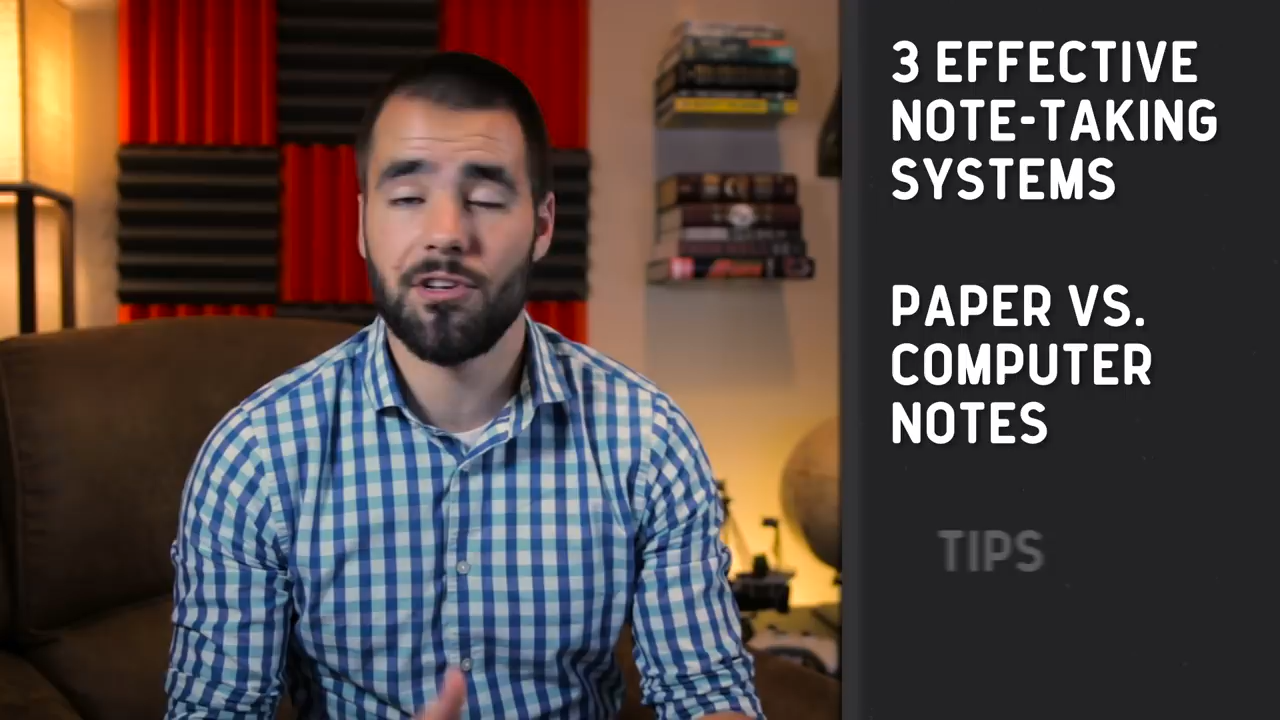 3 EFFECTIVE
NOTE-TAKING
SYSTEMS
PAPER VS.
COMPUTER
NOTES
TIPS